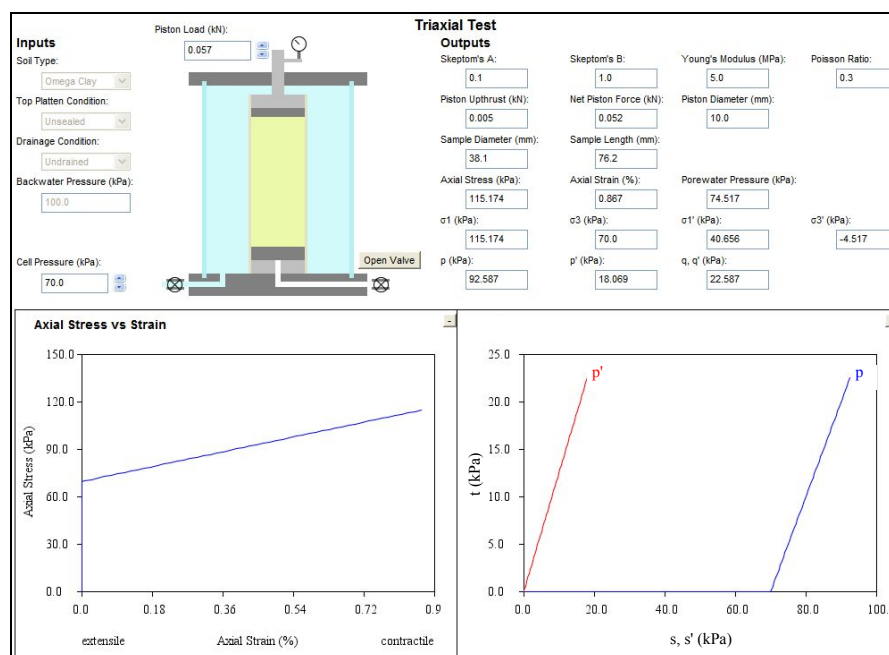 Triaxial Test
Inputs
Piston Load (kN):
0.057
Soil Type:
Omega Clay
Top Platten Condition:
Unsealed
Drainage Condition:
Undrained
Backwater Pressure (kPa):
100.0
Cell Pressure (kPa):
70.0
Open Valve
Outputs
Skeptom's A: Skeptom's B: Young's Modulus (MPa): Poisson Ratio:
0.1 1.0 5.0 0.3
Piston Upthrust (kN): Net Piston Force (kN): Piston Diameter (mm):
0.005 0.052 10.0
Sample Diameter (mm): Sample Length (mm):
38.1 76.2
Axial Stress (kPa): Axial Strain (%): Porewater Pressure (kPa):
115.174 0.867 74.517
σ1 (kPa): σ3 (kPa): σ1' (kPa): σ3' (kPa):
115.174 70.0 40.656 -4.517
p (kPa): p' (kPa): q, q' (kPa):
92.587 18.069 22.587
Axial Stress vs Strain
-
150.0
120.0
90.0
60.0
30.0
0.0
Axial Stress (kPa)
0.0 0.18 0.36 0.54 0.72 0.9
extensile Axial Strain (%) contractile
25.0
20.0
15.0
10.0
5.0
0.0
t (kPa)
p'
p
0.0 20.0 40.0 60.0 80.0 100.
s, s' (kPa)